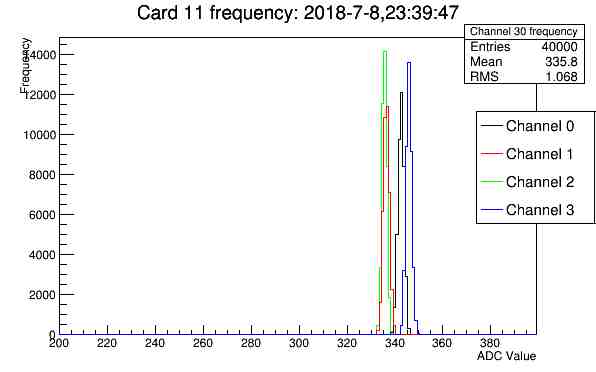 Card 11 frequency: 2018-7-8,23:39:47
Channel 30 frequency
Entries 40000
Mean 335.8
RMS 1.068
Frequency
14000
12000
10000
8000
6000
4000
2000
0
Channel 0
Channel 1
Channel 2
Channel 3
200 220 240 260 280 300 320 340 360 380
ADC Value